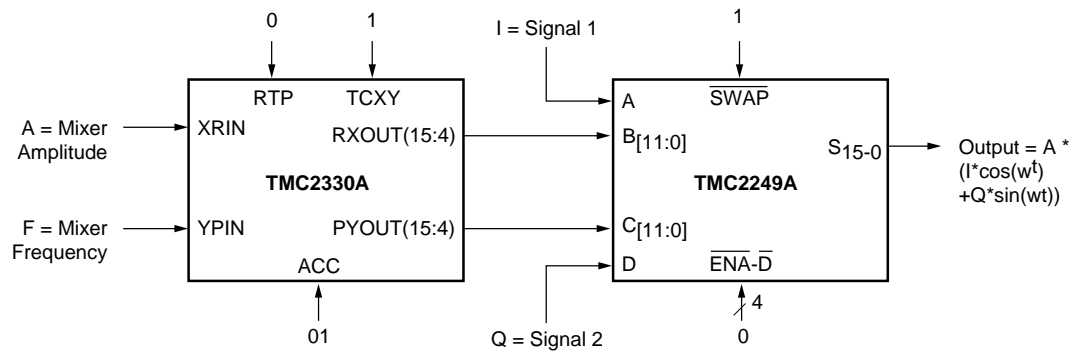 0
1
I = Signal 1
1
RTP
TCXY
SWAP
A
A = Mixer
Amplitude
XRIN
RXOUT(15:4)
B[11:0]
S15-0
Output = A *
(I*cos(wt)
+Q*sin(wt))
TMC2330A
TMC2249A
F = Mixer
Frequency
YPIN
PYOUT(15:4)
C[11:0]
ACC
D
ENA-D
4
01
Q = Signal 2
0